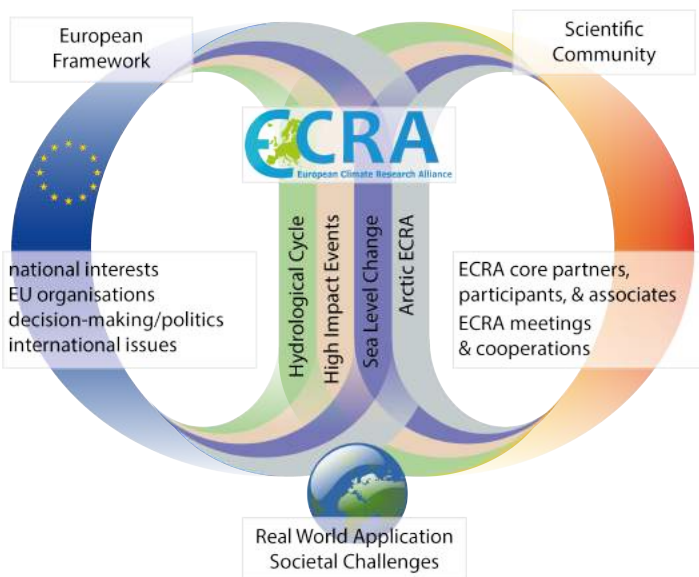 European
Framework
Scientific
Community
ECRA
European Climate Research Alliance
Hydrological Cycle
High Impact Events
Sea Level Change
Arctic ECRA
national interests
EU organisations
decision-making/politics
international issues
ECRA core partners,
participants, & associates
ECRA meetings
& cooperations
Real World Application
Societal Challenges